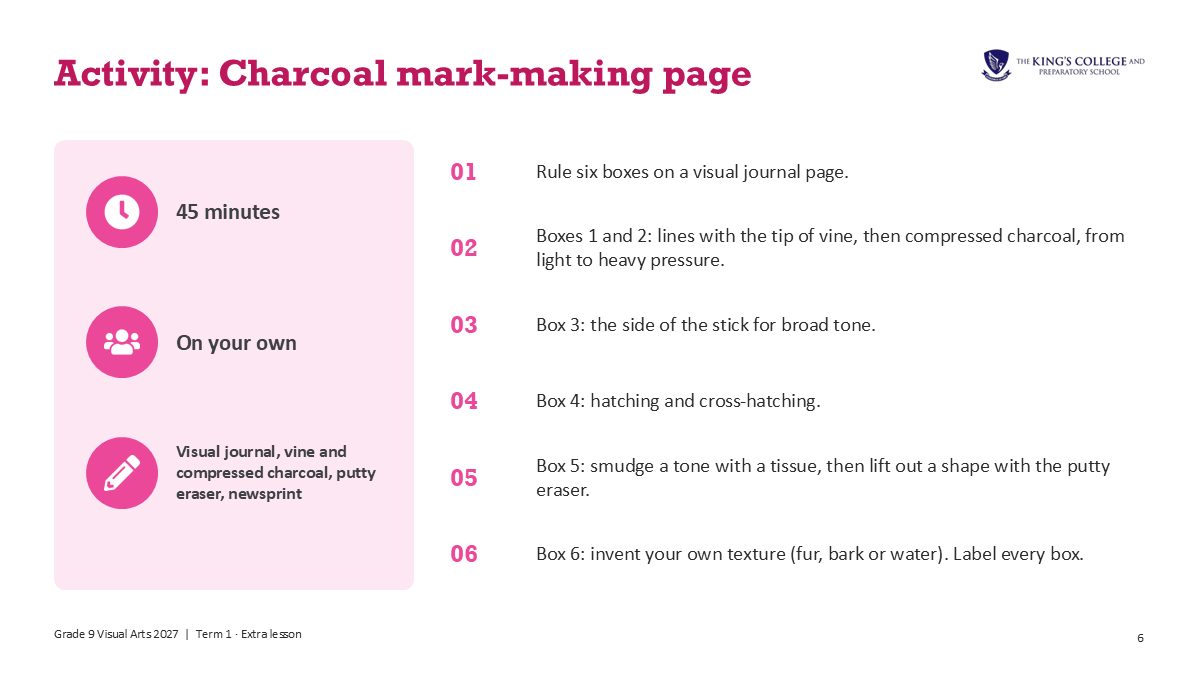 Activity: Charcoal mark-making page
THE KING'S COLLEGE AND
PREPARATORY SCHOOL
45 minutes
On your own
Visual journal, vine and
compressed charcoal, putty
eraser, newsprint
01
Rule six boxes on a visual journal page.
02
Boxes 1 and 2: lines with the tip of vine, then compressed charcoal, from
light to heavy pressure.
03
Box 3: the side of the stick for broad tone.
04
Box 4: hatching and cross-hatching.
05
Box 5: smudge a tone with a tissue, then lift out a shape with the putty
eraser.
06
Box 6: invent your own texture (fur, bark or water). Label every box.
Grade 9 Visual Arts 2027 | Term 1 · Extra lesson
6